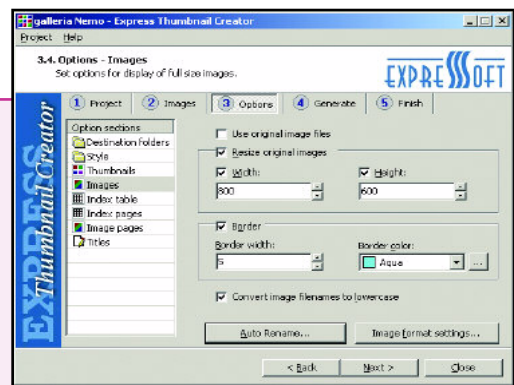 galleria Nemo - Express Thumbnail Creator
Project Help
3.4. Options - Images
Set options for display of full size images.
EXPRESSOFT
1 Project 2 Images 3 Options 4 Generate 5 Finish
EXPRESS
Thumbnail Creator
Option sections
Destination folders
Style
Thumbnails
Images
Index table
Index pages
Image pages
Titles
Use original image files
Resize original images
Width: Height:
800 600
Border
Border width: Border color:
5 Aqua ...
Convert image filenames to lowercase
Auto Rename... Image format settings...
< Back Next > Close